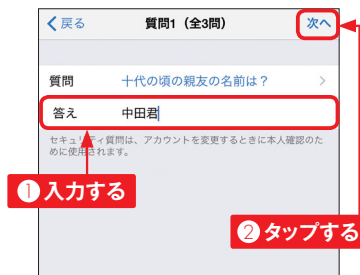 戻る 質問1（全3問） 次へ
質問 十代の頃の親友の名前は？
答え 中田君
セキュリティ質問は、アカウントを変更するときに本人確認のた
めに使用されます。
①入力する
②タップする